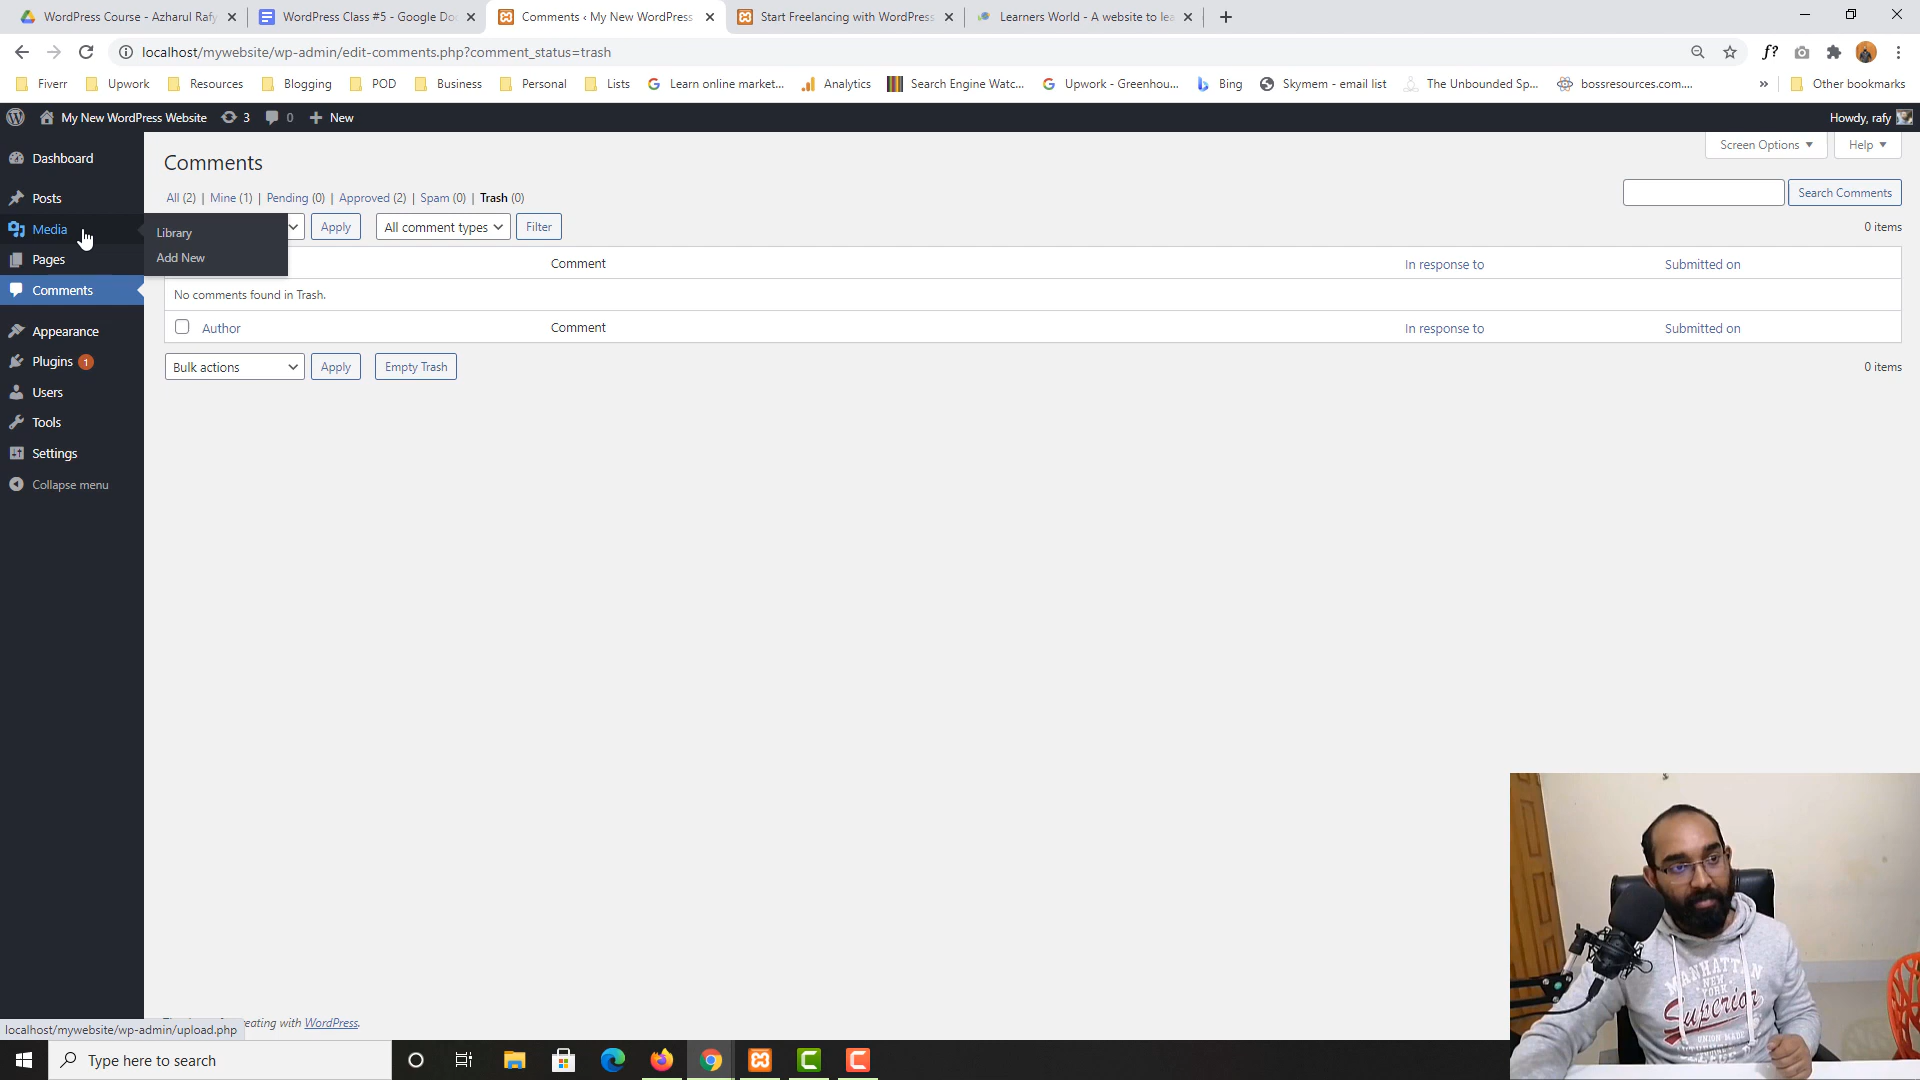 WordPress Course - Azharul Rafy
WordPress Class #5 - Google Do
Comments ‹ My New WordPress
Start Freelancing with WordPress
Learners World - A website to lea
localhost/mywebsite/wp-admin/edit-comments.php?comment_status=trash
Fiverr Upwork Resources Blogging POD Business Personal Lists Learn online market... Analytics Search Engine Watc... Upwork - Greenhou... Bing Skymem - email list The Unbounded Sp... bossresources.com.... » Other bookmarks
My New WordPress Website 3 0 + New Howdy, rafy
Dashboard
Posts
Media
Pages
Comments
Appearance
Plugins 1
Users
Tools
Settings
Collapse menu
Library
Add New
Comments
Screen Options ▼ Help ▼
All (2) | Mine (1) | Pending (0) | Approved (2) | Spam (0) | Trash (0)
Search Comments
Apply All comment types Filter 0 items
Comment In response to Submitted on
No comments found in Trash.
Author Comment In response to Submitted on
Bulk actions Apply Empty Trash 0 items
eating with WordPress.
localhost/mywebsite/wp-admin/upload.php
Type here to search
MANHATTAN
NEW
YORK
Superior
UNION MADE